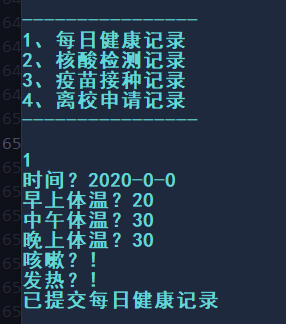 ----------------
1、每日健康记录
2、核酸检测记录
3、疫苗接种记录
4、离校申请记录
----------------
1
时间？2020-0-0
早上体温？20
中午体温？30
晚上体温？30
咳嗽？！
发热？！
已提交每日健康记录